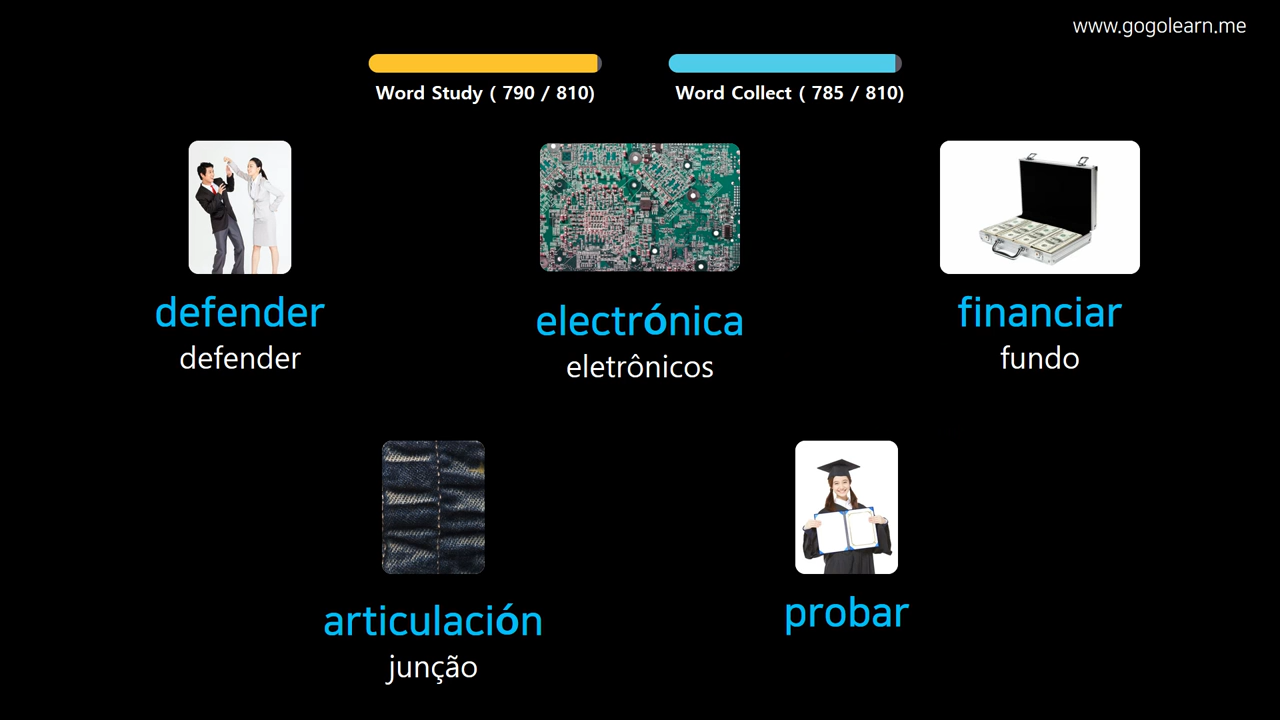 www.gogolearn.me
Word Study ( 790 / 810)
Word Collect ( 785 / 810)
defender
defender
electrónica
eletrônicos
financiar
fundo
articulación
junção
probar